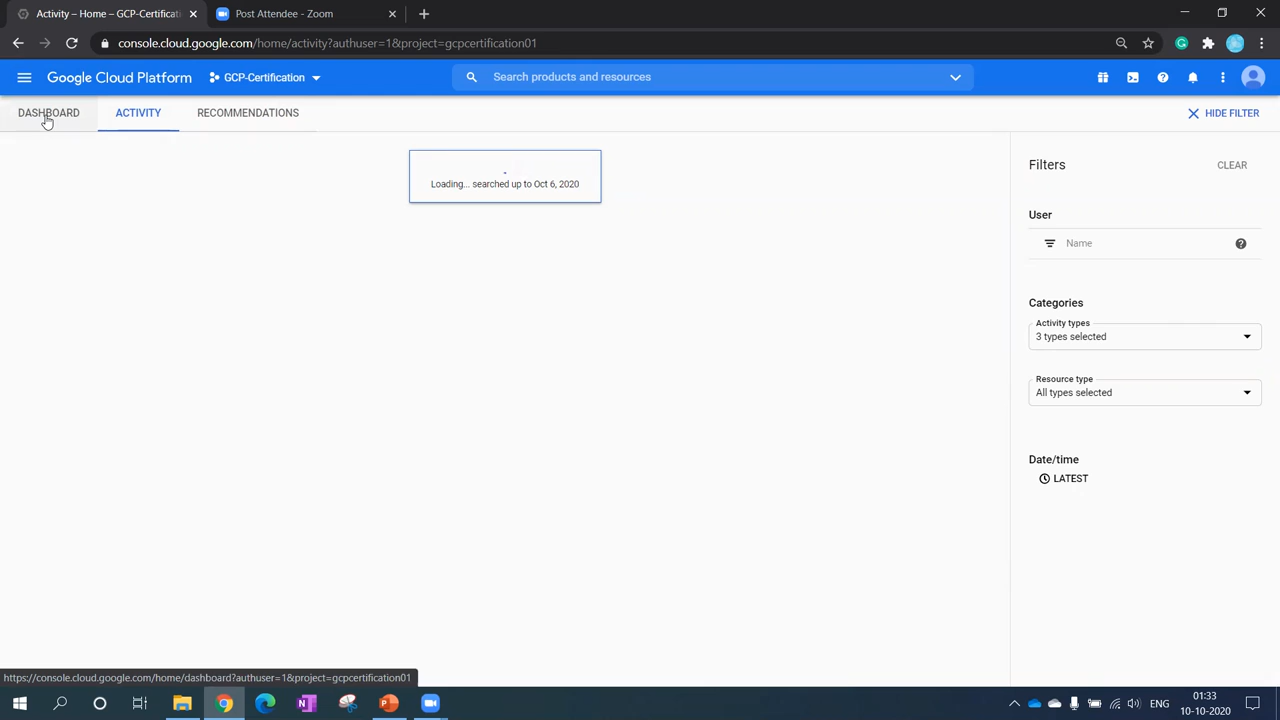 Activity – Home – GCP-Certificati
Post Attendee - Zoom
console.cloud.google.com/home/activity?authuser=1&project=gcpcertification01
Google Cloud Platform
GCP-Certification
Search products and resources
DASHBOARD
ACTIVITY
RECOMMENDATIONS
HIDE FILTER
Loading... searched up to Oct 6, 2020
Filters
CLEAR
User
Name
Categories
Activity types
3 types selected
Resource type
All types selected
Date/time
LATEST
https://console.cloud.google.com/home/dashboard?authuser=1&project=gcpcertification01
ENG
01:33
10-10-2020